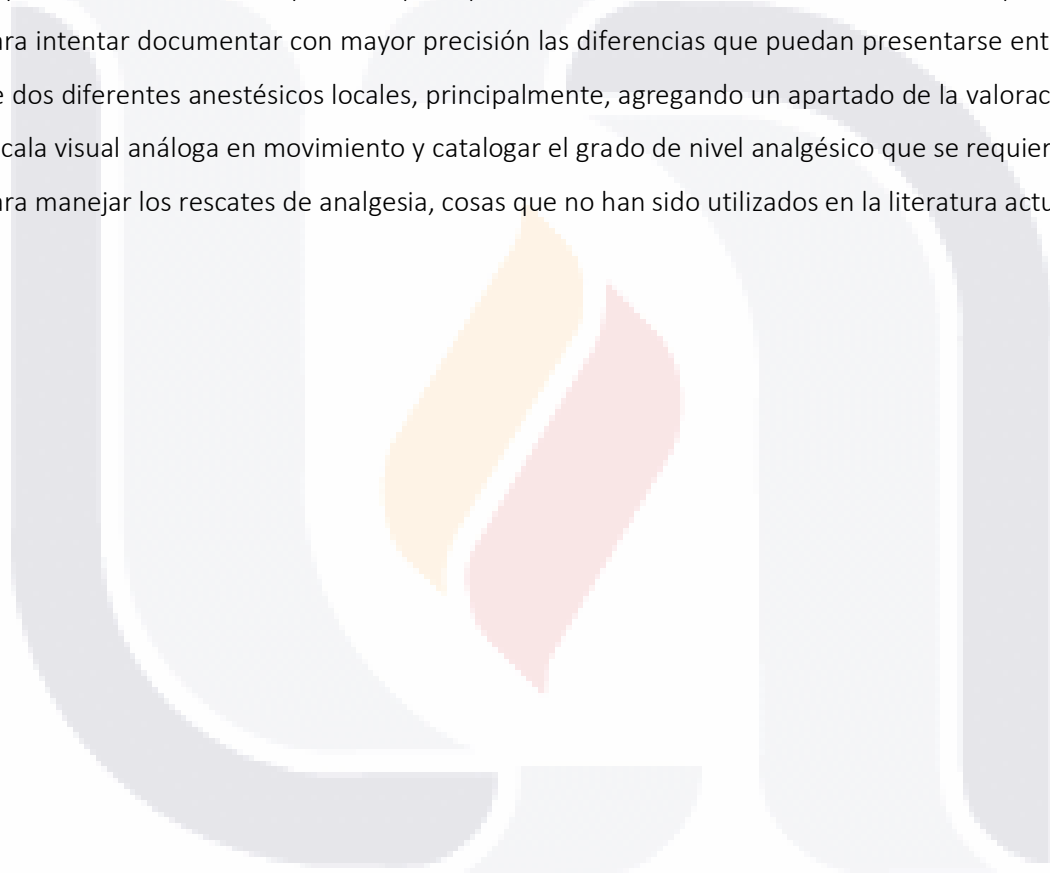 ra intentar documentar con mayor precisión las diferencias que puedan presentarse ent
e dos diferentes anestésicos locales, principalmente, agregando un apartado de la valorac
cala visual análoga en movimiento y catalogar el grado de nivel analgésico que se requier
ra manejar los rescates de analgesia, cosas que no han sido utilizados en la literatura actu